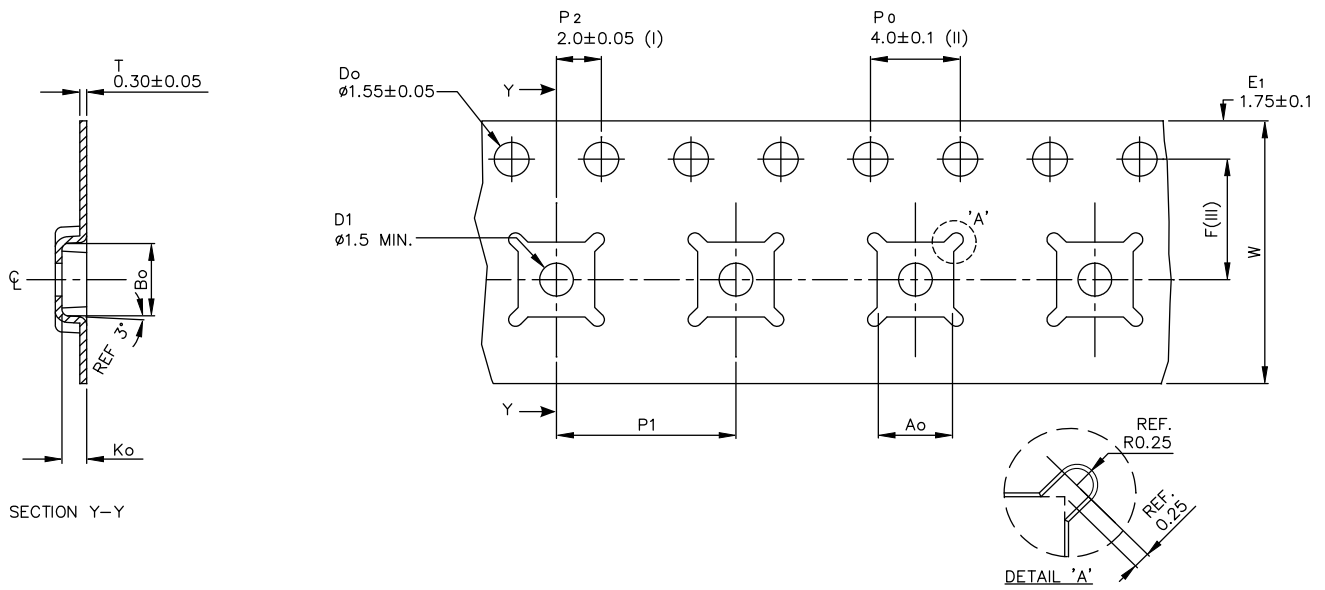 T
0.30±0.05
P2
2.0±0.05 (I)
P0
4.0±0.1 (II)
Do
ø1.55±0.05
Y
E1
1.75±0.1
D1
ø1.5 MIN.
'A'
F(III)
W
℄
Bo
REF 3°
Ko
Y
P1
Ao
SECTION Y-Y
REF.
R0.25
REF.
0.25
DETAIL 'A'